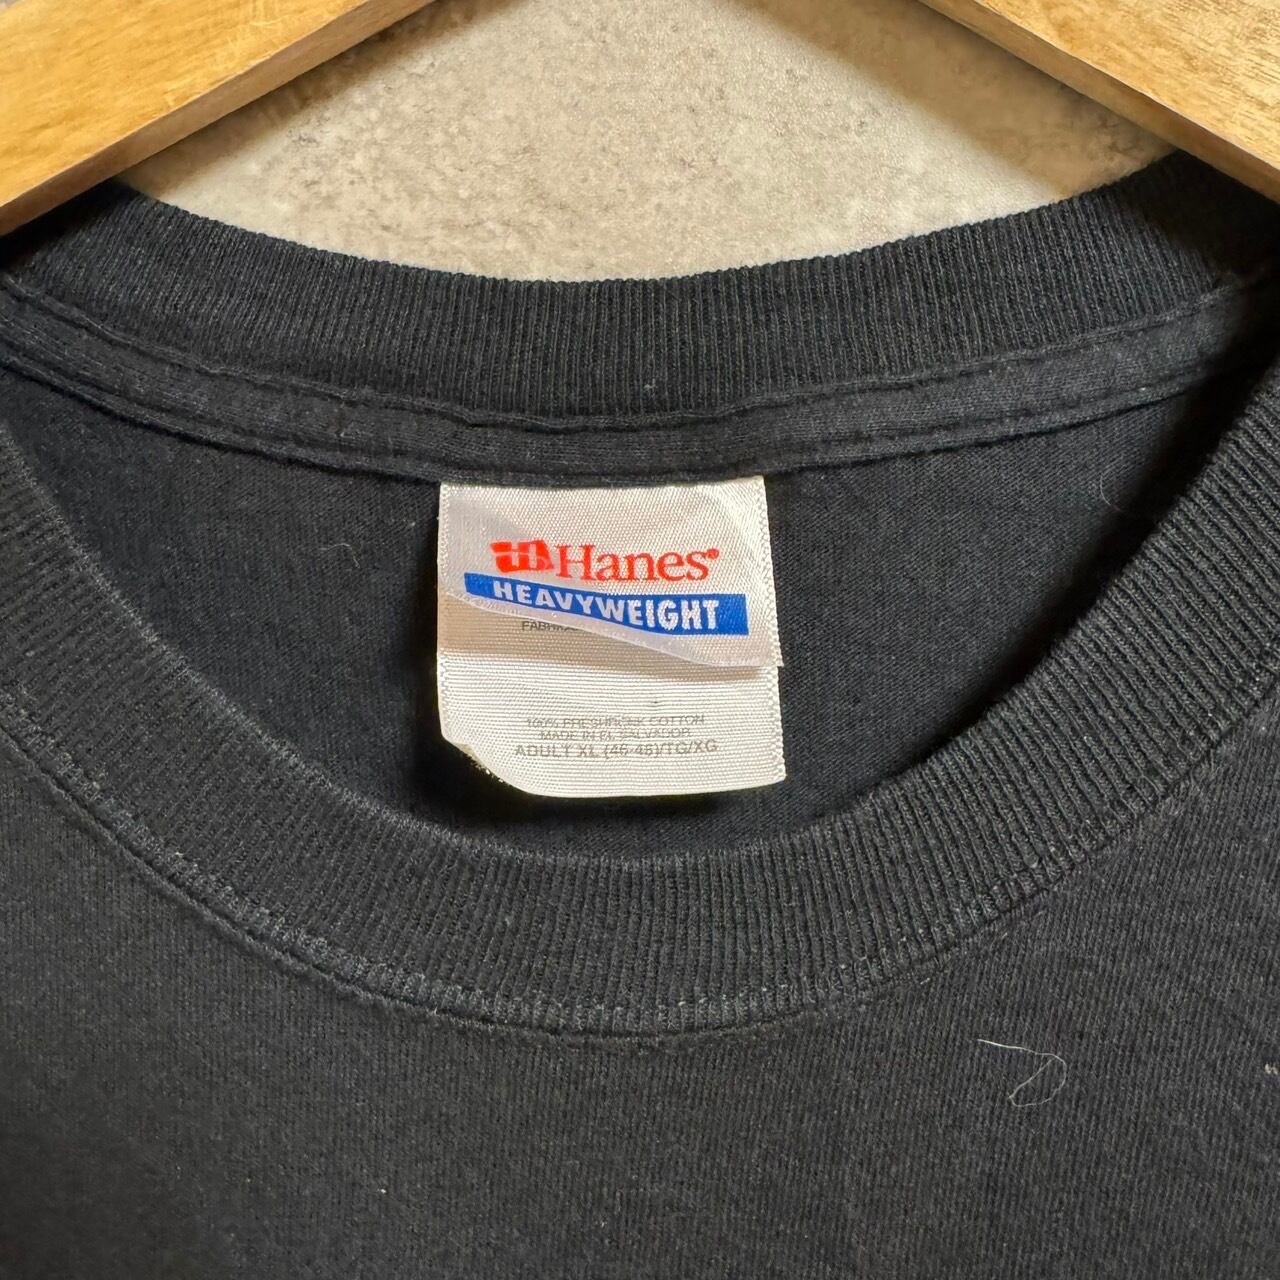 Hanes
HEAVYWEIGHT
100% PRESHRUNK COTTON
MADE IN EL SALVADOR
ADULT XL (46-48)/TG/XG